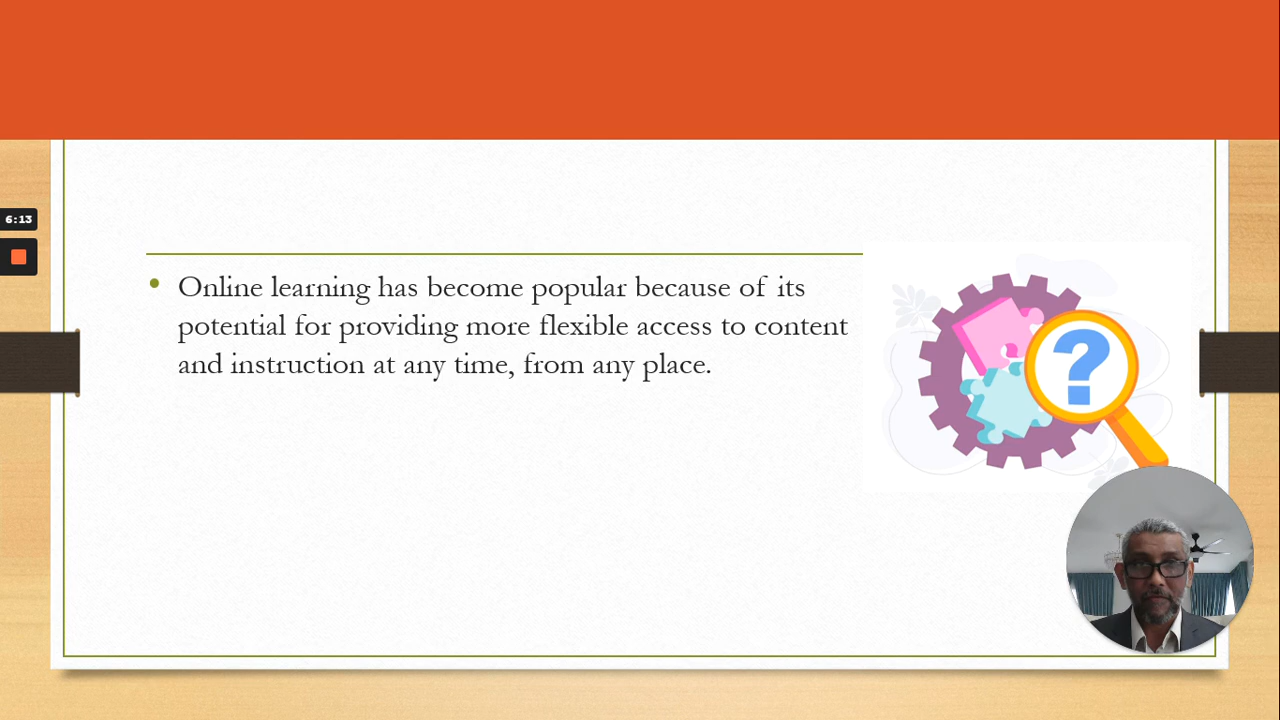 6:13
• Online learning has become popular because of its
potential for providing more flexible access to content
and instruction at any time, from any place.
?